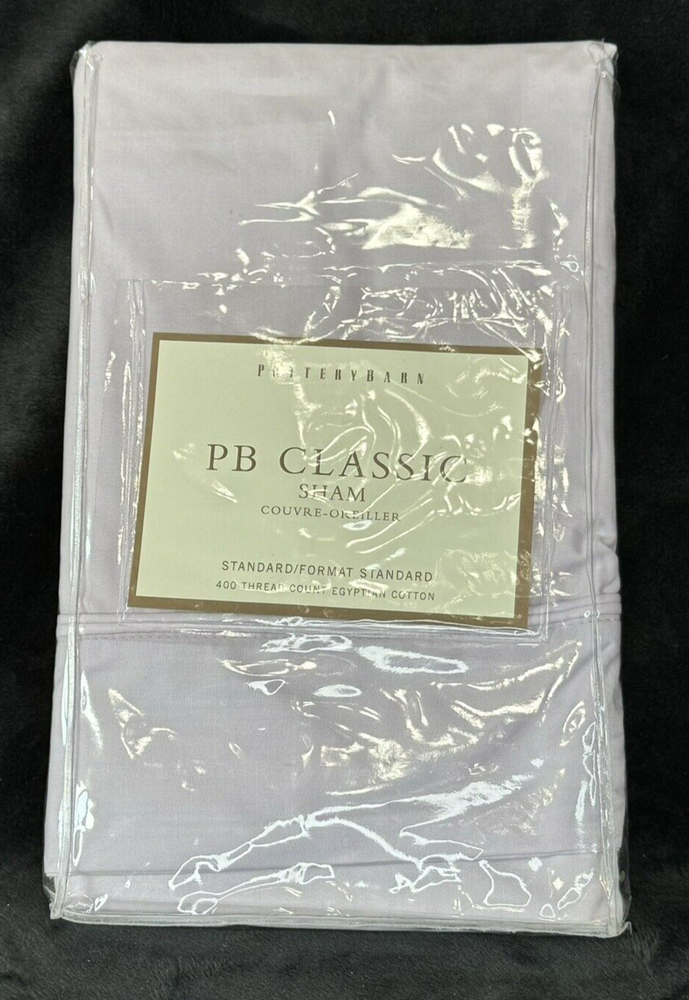 POTTERYBARN
PB CLASSIC
SHAM
COUVRE-OREILLER
STANDARD/FORMAT STANDARD
400 THREAD COUNT EGYPTIAN COTTON